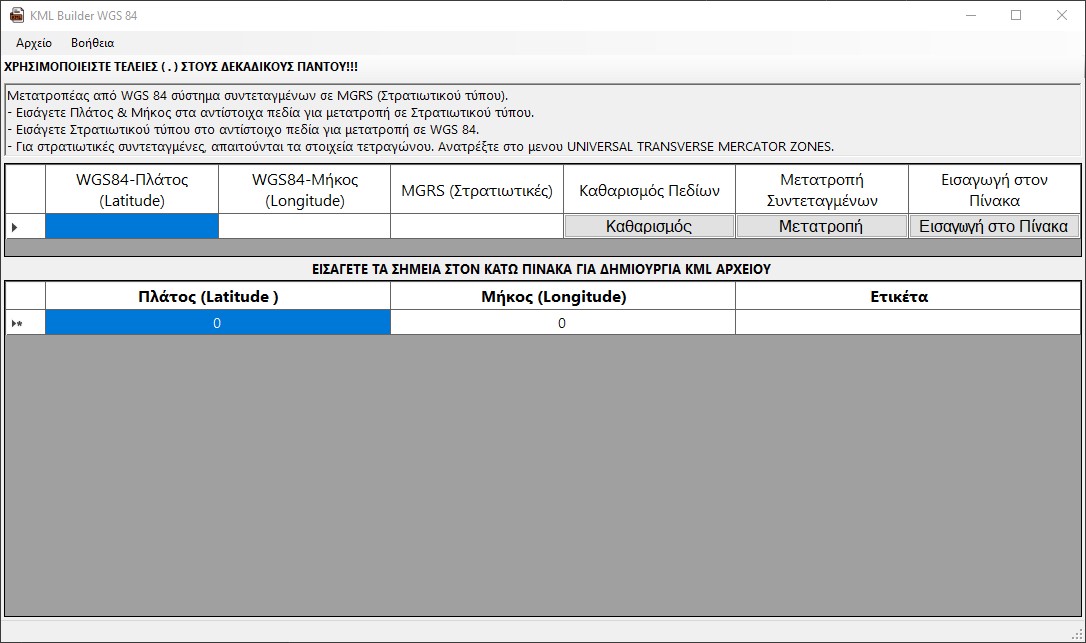 KML Builder WGS 84
Αρχείο Βοήθεια
ΧΡΗΣΙΜΟΠΟΙΕΙΣΤΕ ΤΕΛΕΙΕΣ ( . ) ΣΤΟΥΣ ΔΕΚΑΔΙΚΟΥΣ ΠΑΝΤΟΥ!!!
Μετατροπέας από WGS 84 σύστημα συντεταγμένων σε MGRS (Στρατιωτικού τύπου).
- Εισάγετε Πλάτος & Μήκος στα αντίστοιχα πεδία για μετατροπή σε Στρατιωτικού τύπου.
- Εισάγετε Στρατιωτικού τύπου στο αντίστοιχο πεδίο για μετατροπή σε WGS 84.
- Για στρατιωτικές συντεταγμένες, απαιτούνται τα στοιχεία τετραγώνου. Ανατρέξτε στο μενου UNIVERSAL TRANSVERSE MERCATOR ZONES.
WGS84-Πλάτος (Latitude) WGS84-Μήκος (Longitude) MGRS (Στρατιωτικές) Καθαρισμός Πεδίων Μετατροπή Συντεταγμένων Εισαγωγή στον Πίνακα
Καθαρισμός Μετατροπή Εισαγωγή στο Πίνακα
ΕΙΣΑΓΕΤΕ ΤΑ ΣΗΜΕΙΑ ΣΤΟΝ ΚΑΤΩ ΠΙΝΑΚΑ ΓΙΑ ΔΗΜΙΟΥΡΓΙΑ KML ΑΡΧΕΙΟΥ
Πλάτος (Latitude ) Μήκος (Longitude) Ετικέτα
0 0